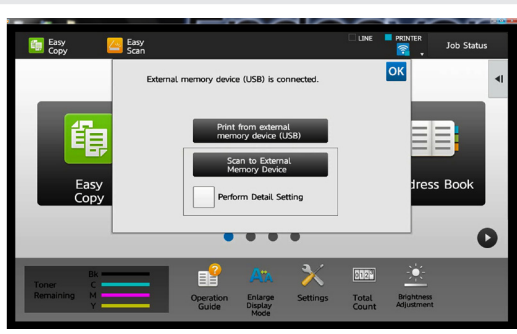 Easy
Copy
Easy
Scan
LINE
PRINTER
Job Status
External memory device (USB) is connected.
OK
Print from external
memory device (USB)
Scan to External
Memory Device
Perform Detail Setting
Easy
Copy
dress Book
Toner
Remaining
Bk
C
M
Y
Operation
Guide
Enlarge
Display
Mode
Settings
Total
Count
Brightness
Adjustment